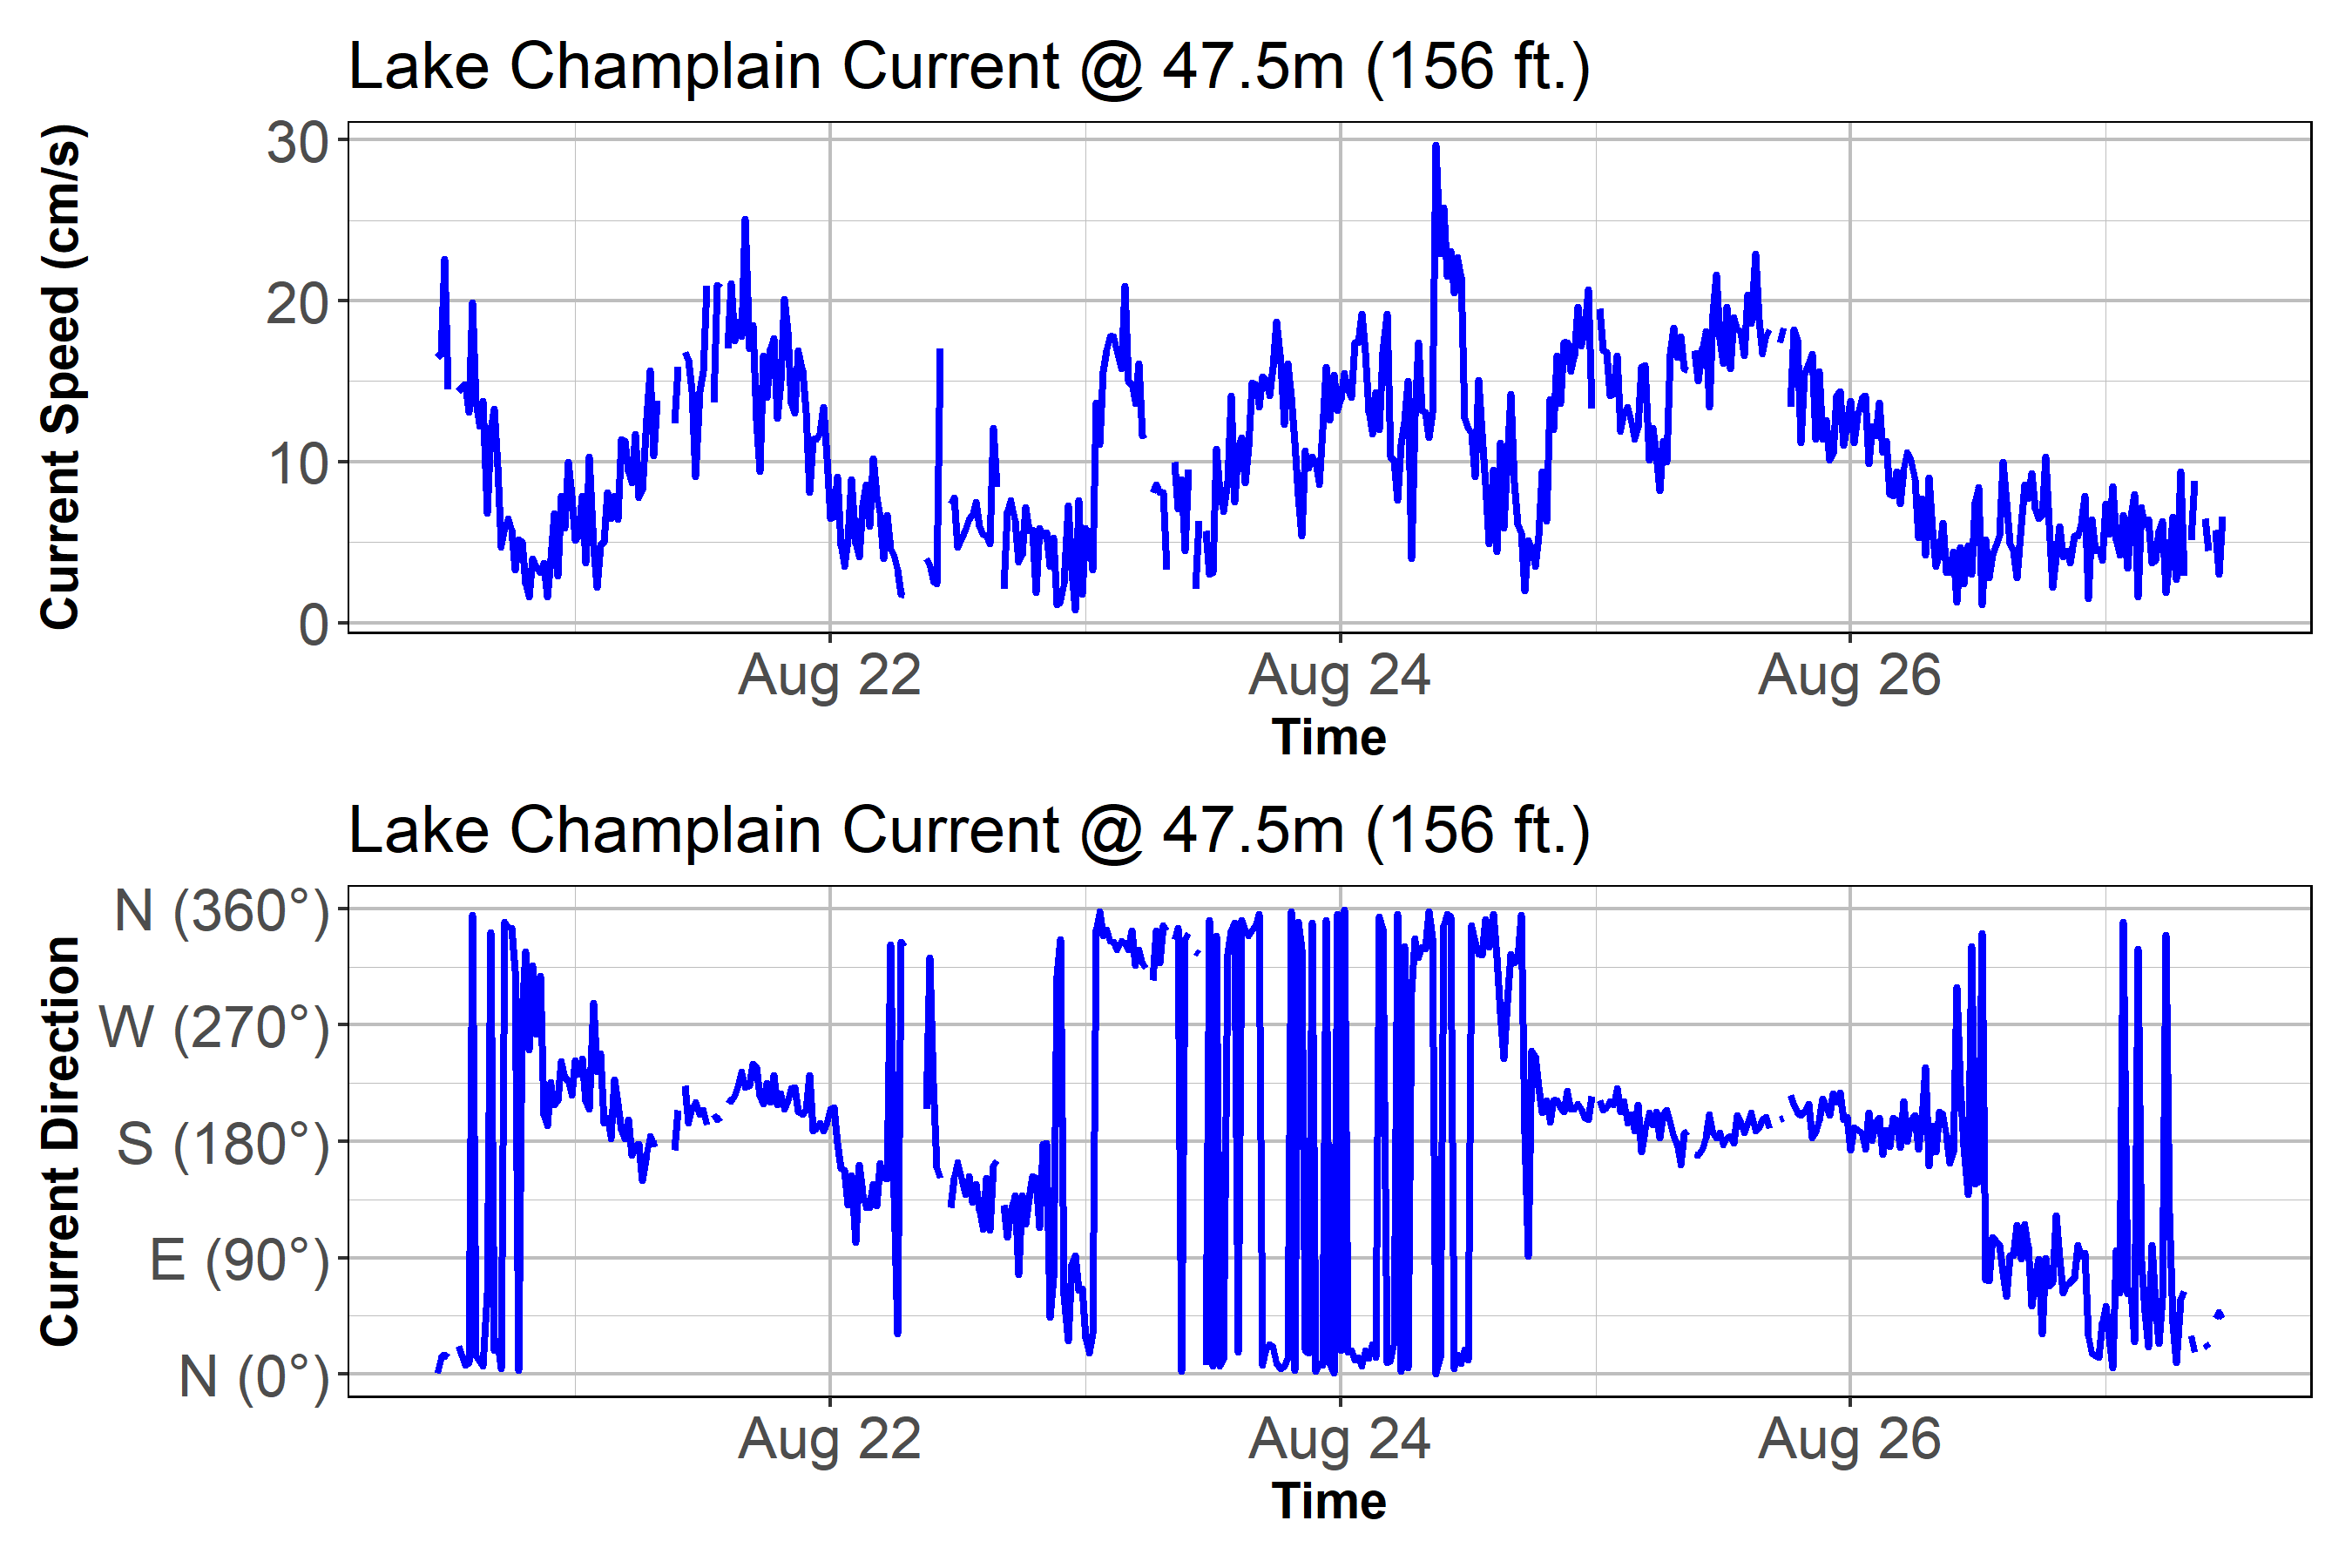 Lake Champlain Current @ 47.5m (156 ft.)
Current Speed (cm/s)
30
20
10
0
Aug 22 Aug 24 Aug 26
Time
Lake Champlain Current @ 47.5m (156 ft.)
Current Direction
N (360°)
W (270°)
S (180°)
E (90°)
N (0°)
Aug 22 Aug 24 Aug 26
Time